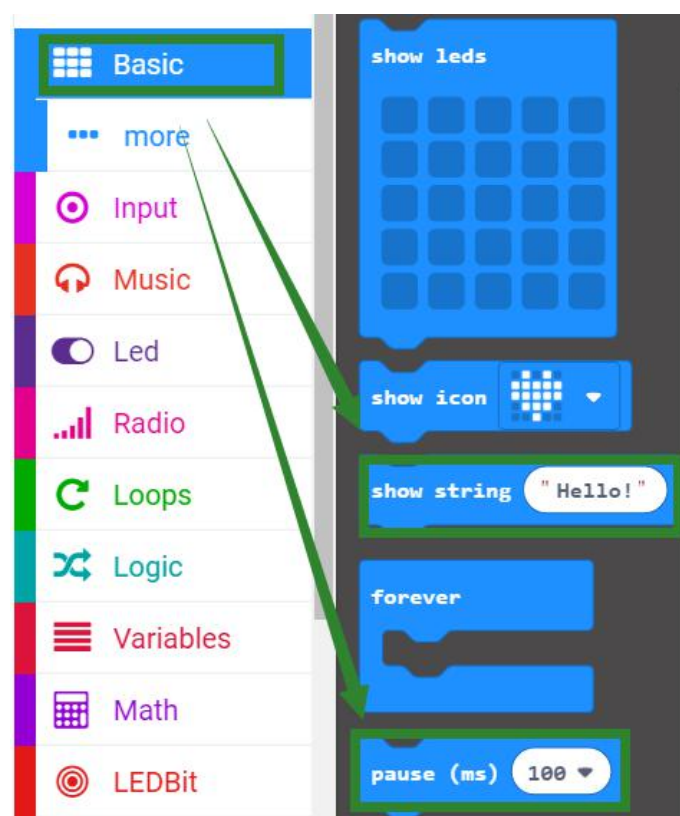 Basic
more
Input
Music
Led
Radio
Loops
Logic
Variables
Math
LEDBit
show leds
show icon
show string "Hello!"
forever
pause (ms) 100